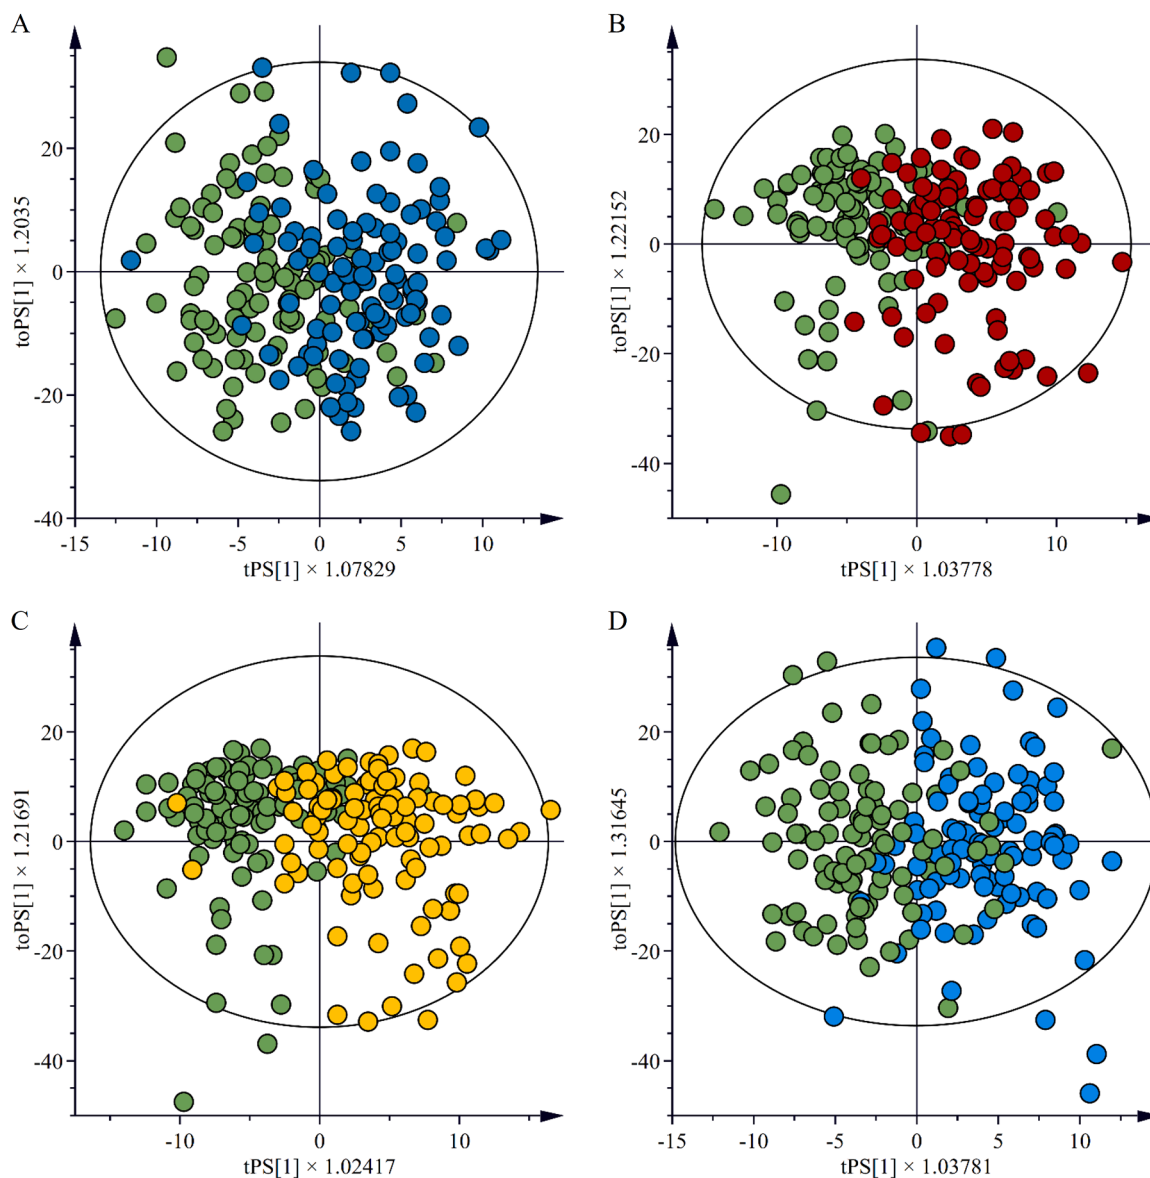 A
B
20
0
-20
-40
-15
-10
-5
0
5
10
toPS[1] × 1.2035
tPS[1] × 1.07829
20
0
-20
-40
-10
0
10
toPS[1] × 1.22152
tPS[1] × 1.03778
C
D
20
0
-20
-40
-10
0
10
toPS[1] × 1.21691
tPS[1] × 1.02417
20
0
-20
-40
-15
-10
-5
0
5
10
toPS[1] × 1.31645
tPS[1] × 1.03781